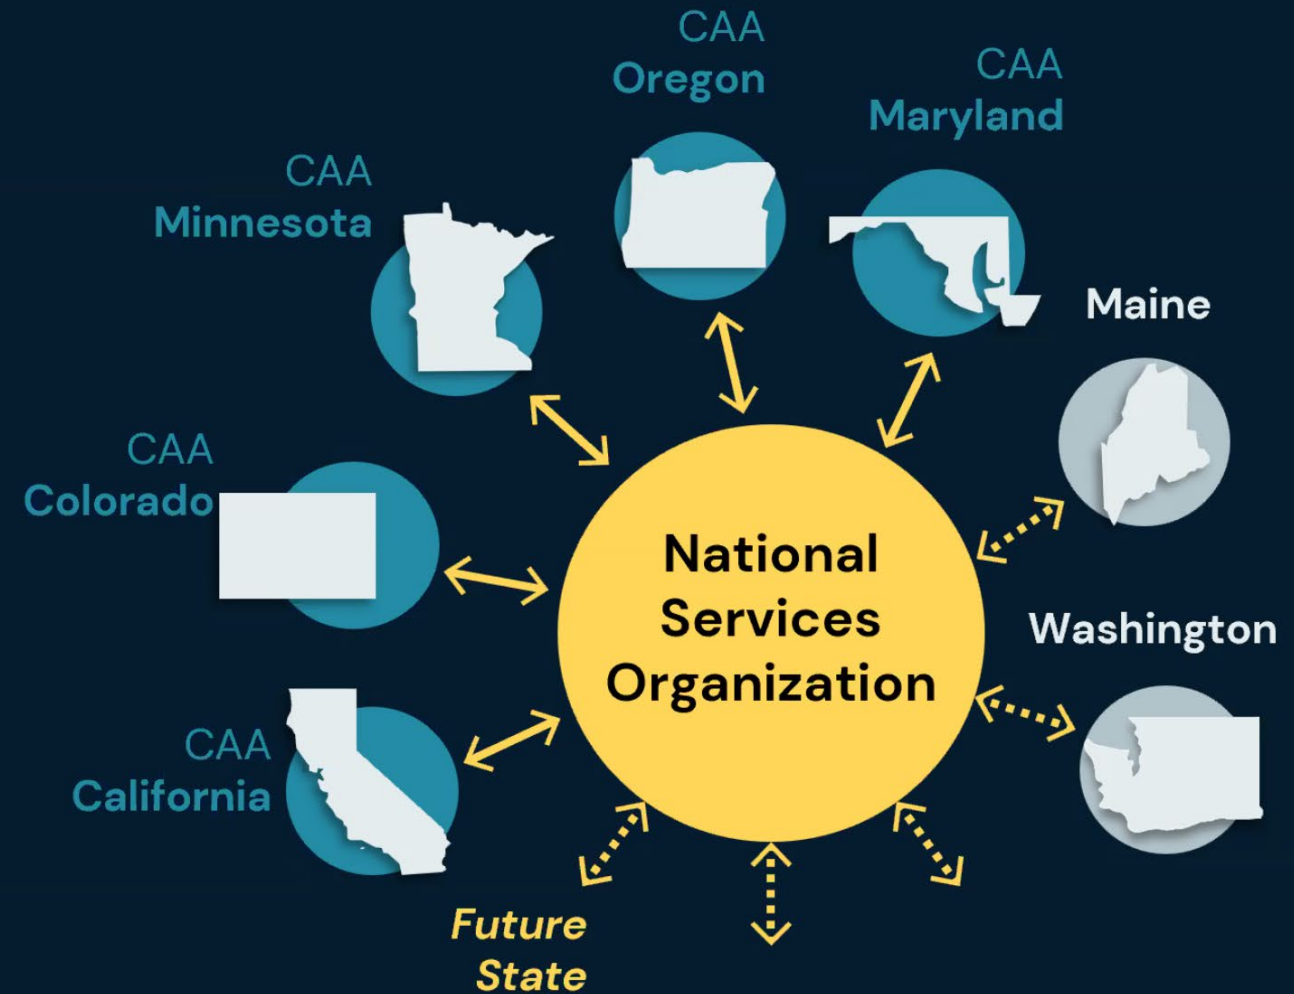 CAA
Oregon
CAA
Maryland
CAA
Minnesota
Maine
CAA
Colorado
National
Services
Organization
Washington
CAA
California
Future
State